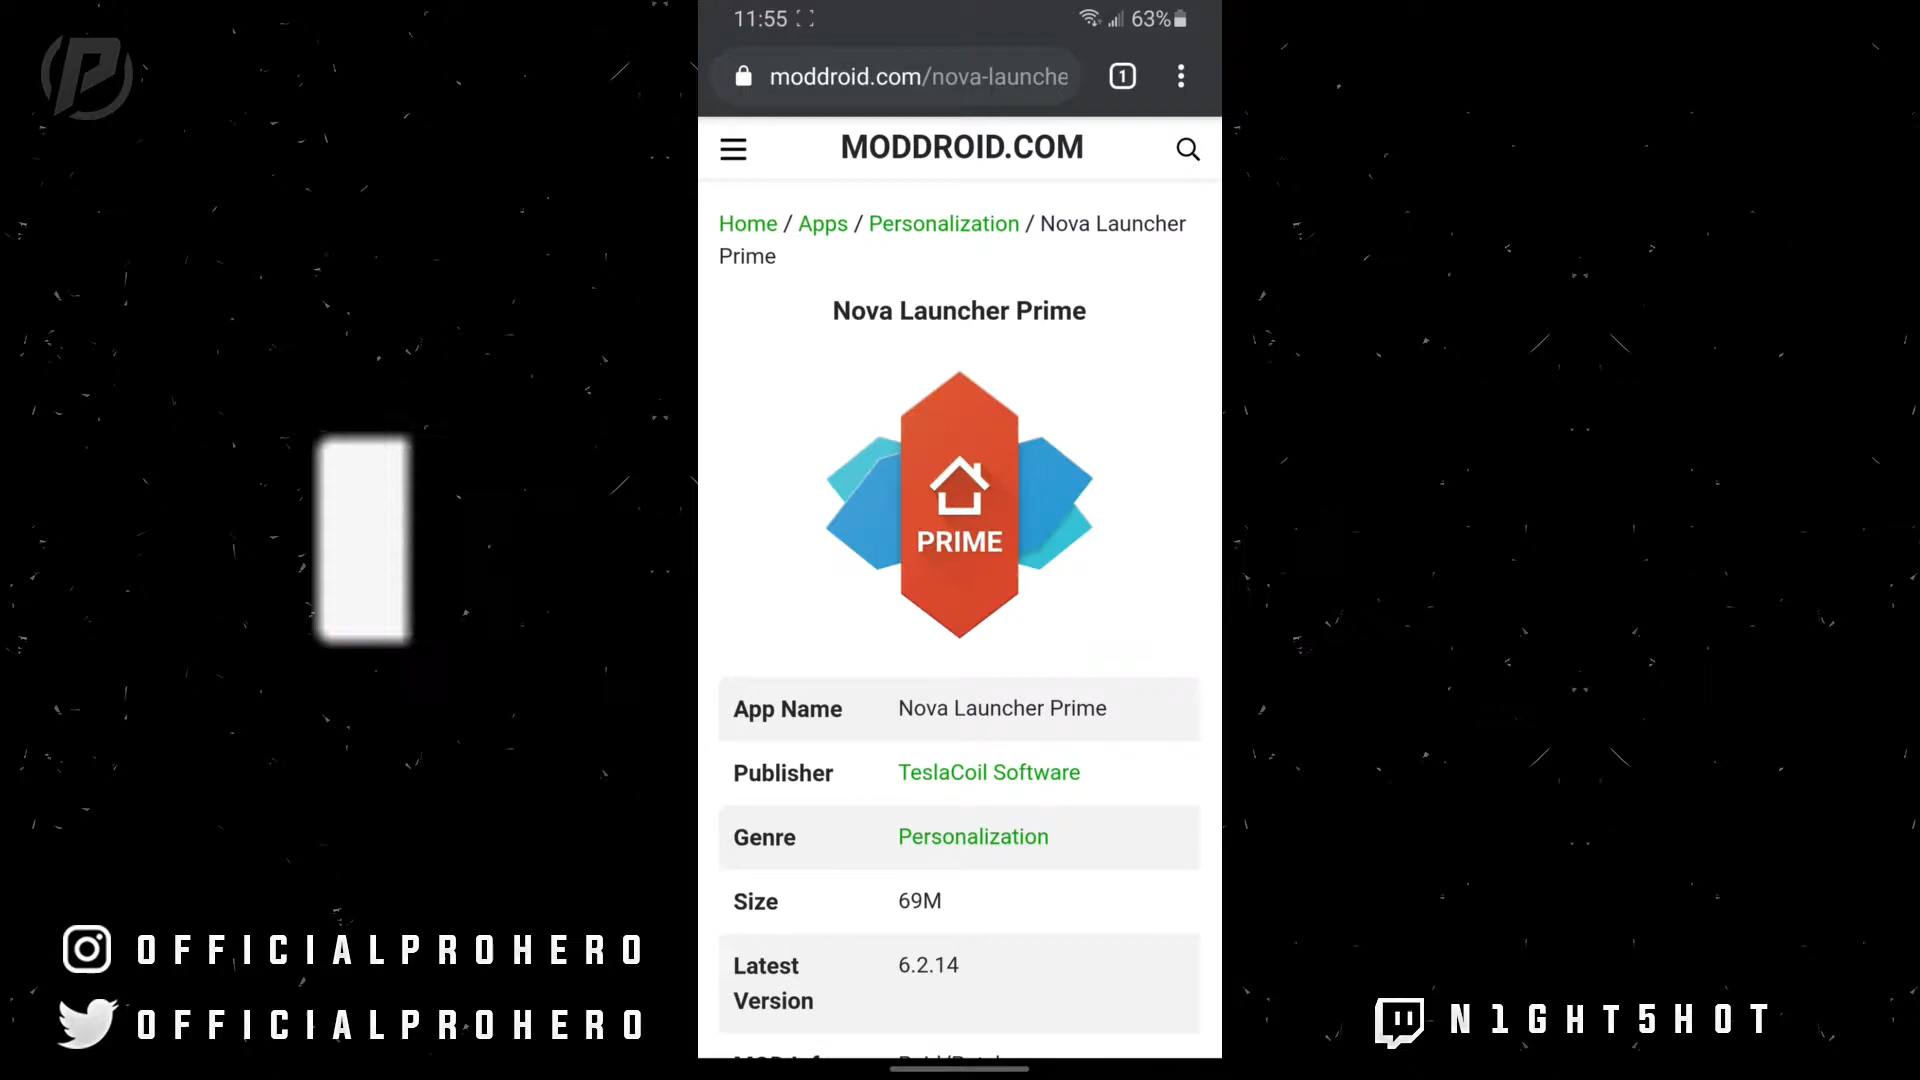 11:55
63%
moddroid.com/nova-launche
1
MODDROID.COM
Home / Apps / Personalization / Nova Launcher
Prime
Nova Launcher Prime
PRIME
App Name Nova Launcher Prime
Publisher TeslaCoil Software
Genre Personalization
Size 69M
Latest 6.2.14
Version
OFFICIALPROHERO
OFFICIALPROHERO
N1GHT5HOT